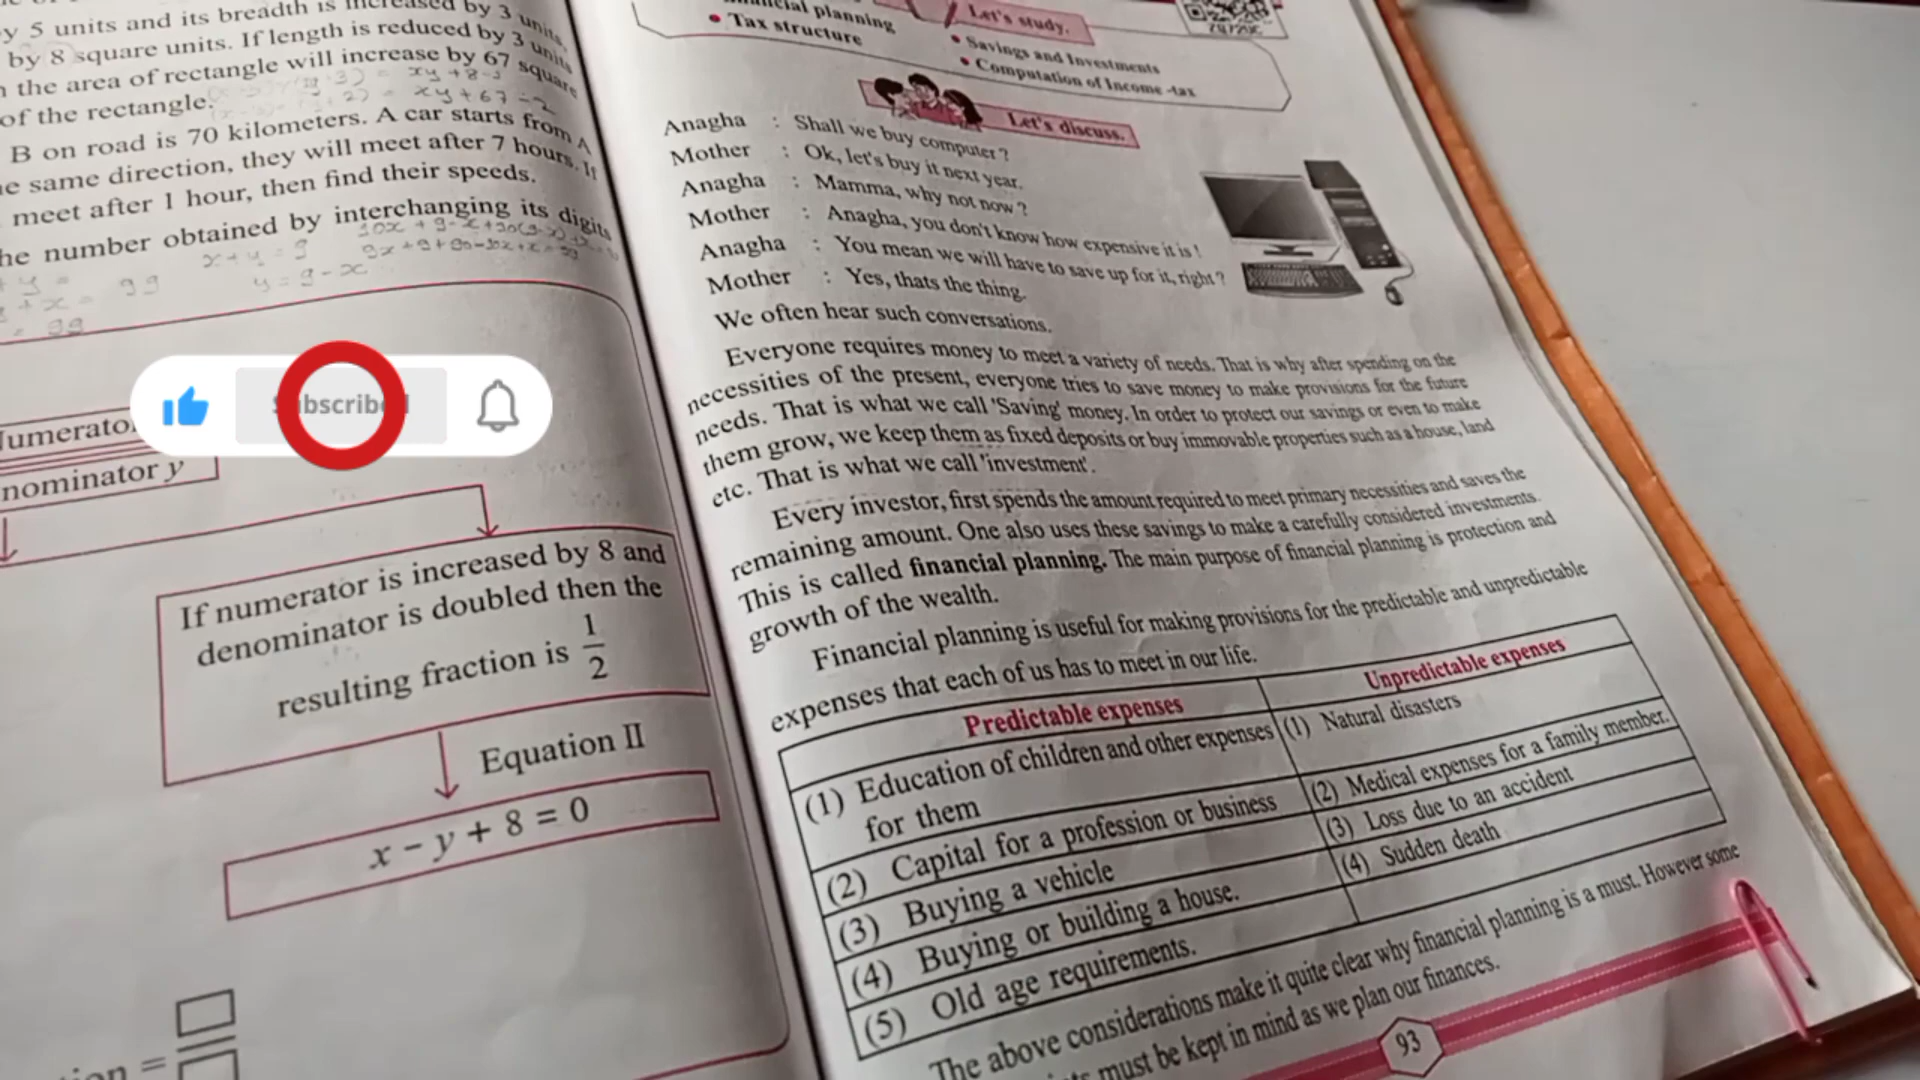 y 5 units and its breadth is increased by 3 units,
by 8 square units. If length is reduced by 3 units
the area of rectangle will increase by 67 square
of the rectangle.
xy + 67 - 2
B on road is 70 kilometers. A car starts from A
e same direction, they will meet after 7 hours. If
meet after 1 hour, then find their speeds.
he number obtained by interchanging its digits
x + y = 9
y = 9 - x
99
umerator
nominator y
If numerator is increased by 8 and
denominator is doubled then the
resulting fraction is 1/2
Equation II
x - y + 8 = 0
Subscribed
planning
• Tax structure
Let's study.
• Savings and Investments
• Computation of Income -tax
Let's discuss.
Anagha : Shall we buy computer ?
Mother : Ok, let's buy it next year.
Anagha : Mamma, why not now ?
Mother : Anagha, you don't know how expensive it is !
Anagha : You mean we will have to save up for it, right ?
Mother : Yes, thats the thing.
We often hear such conversations.
Everyone requires money to meet a variety of needs. That is why after spending on the
necessities of the present, everyone tries to save money to make provisions for the future
needs. That is what we call 'Saving' money. In order to protect our savings or even to make
them grow, we keep them as fixed deposits or buy immovable properties such as a house, land
etc. That is what we call 'investment'.
Every investor, first spends the amount required to meet primary necessities and saves the
remaining amount. One also uses these savings to make a carefully considered investments.
This is called financial planning. The main purpose of financial planning is protection and
growth of the wealth.
Financial planning is useful for making provisions for the predictable and unpredictable
expenses that each of us has to meet in our life.
Predictable expenses
Unpredictable expenses
(1) Education of children and other expenses
for them
(1) Natural disasters
(2) Capital for a profession or business
(2) Medical expenses for a family member.
(3) Buying a vehicle
(3) Loss due to an accident
(4) Buying or building a house.
(4) Sudden death
(5) Old age requirements.
The above considerations make it quite clear why financial planning is a must. However some
must be kept in mind as we plan our finances.
93